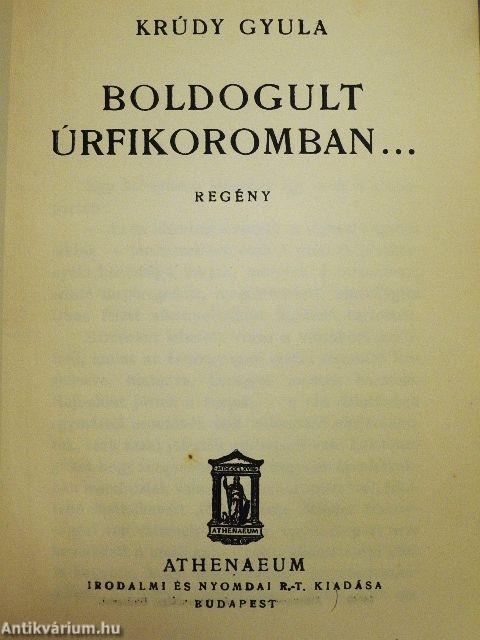 KRÚDY GYULA
BOLDOGULT
ÚRFIKOROMBAN...
REGÉNY
ATHENAEUM
ATHENAEUM
IRODALMI ÉS NYOMDAI R.-T. KIADÁSA
BUDAPEST
Antikvárium.hu